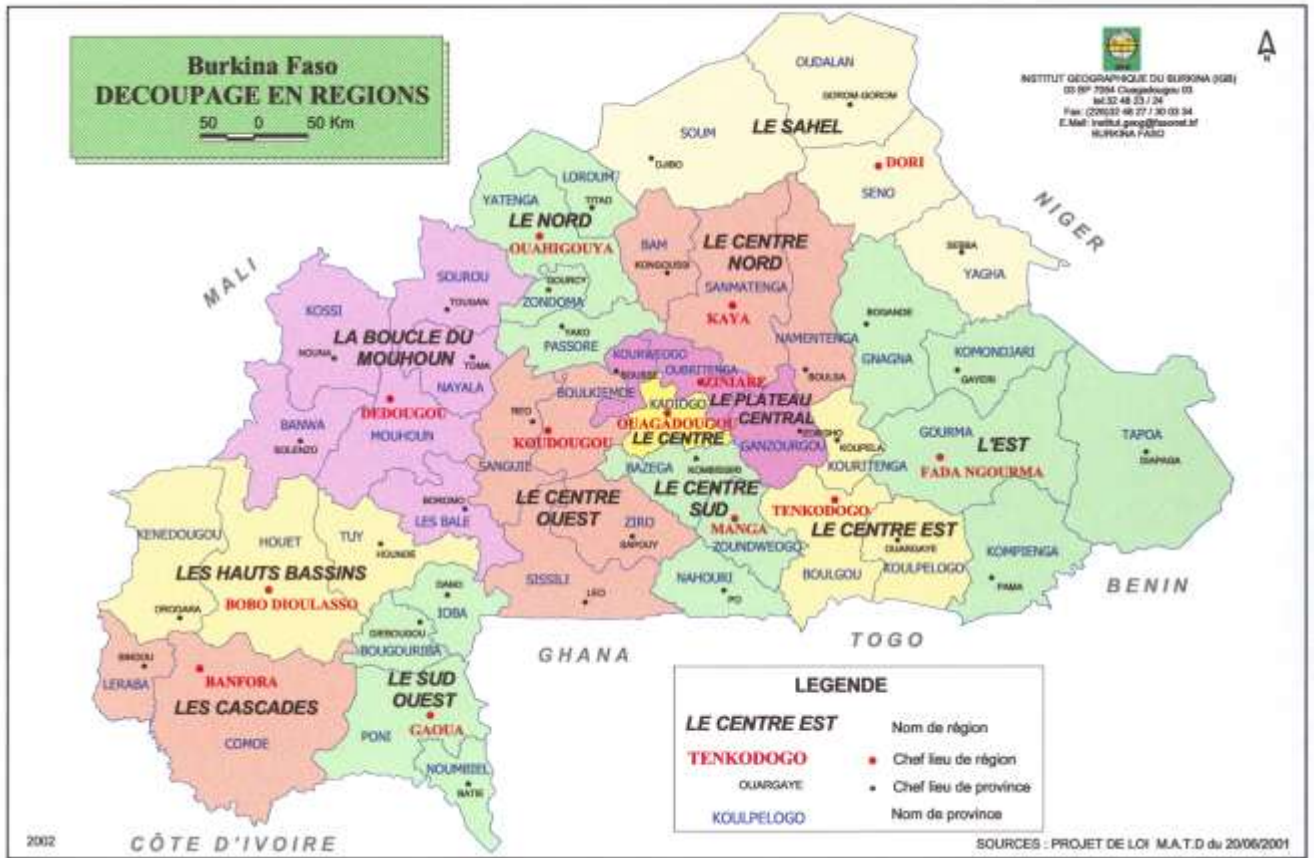 Burkina Faso
DECOUPAGE EN REGIONS
50 0 50 Km
INSTITUT GEOGRAPHIQUE DU BURKINA (IGB)
03 BP 7054 Ouagadougou 03
BURKINA FASO
N
OUDALAN
GOROM-GOROM
LE SAHEL
SOUM
DJIBO
DORI
SENO
SEBBA
YAGHA
NIGER
LOROUM
YATENGA
TITAO
LE NORD
OUAHIGOUYA
GOURCY
ZONDOMA
YAKO
PASSORE
BAM
KONGOUSSI
LE CENTRE
NORD
SANMATENGA
KAYA
NAMENTENGA
BOULSA
MALI
SOUROU
TOUGAN
KOSSI
LA BOUCLE DU
MOUHOUN
NOUNA
TOMA
NAYALA
DEDOUGOU
BANWA
MOUHOUN
SOLENZO
BOROMO
LES BALE
BOGANDE
GNAGNA
KOMONDJARI
GAYERI
GOURMA
L'EST
FADA NGOURMA
TAPOA
DIAPAGA
KOMPIENGA
PAMA
BENIN
KOURWEOGO
BOUSSE
OUBRITENGA
ZINIARE
LE PLATEAU
CENTRAL
ZORGHO
GANZOURGOU
BOULKIEMDE
REO
KOUDOUGOU
SANGUIE
LE CENTRE
OUEST
ZIRO
SAPOUY
SISSILI
LEO
KADIOGO
OUAGADOUGOU
LE CENTRE
BAZEGA
KOMBISSIRI
LE CENTRE
SUD
MANGA
ZOUNDWEOGO
NAHOURI
PO
KOUPELA
KOURITENGA
TENKODOGO
LE CENTRE EST
OUARGAYE
BOULGOU
KOULPELOGO
KENEDOUGOU
HOUET
TUY
HOUNDE
LES HAUTS BASSINS
BOBO DIOULASSO
ORODARA
DANO
IOBA
DIEBOUGOU
BOUGOURIBA
LE SUD
OUEST
GAOUA
PONI
NOUMBIEL
BATIE
SINDOU
LERABA
BANFORA
LES CASCADES
COMOE
GHANA
TOGO
CÔTE D'IVOIRE
LEGENDE
LE CENTRE EST Nom de région
TENKODOGO Chef lieu de région
OUARGAYE Chef lieu de province
KOULPELOGO Nom de province
2002
SOURCES : PROJET DE LOI M.A.T.D du 20/06/2001